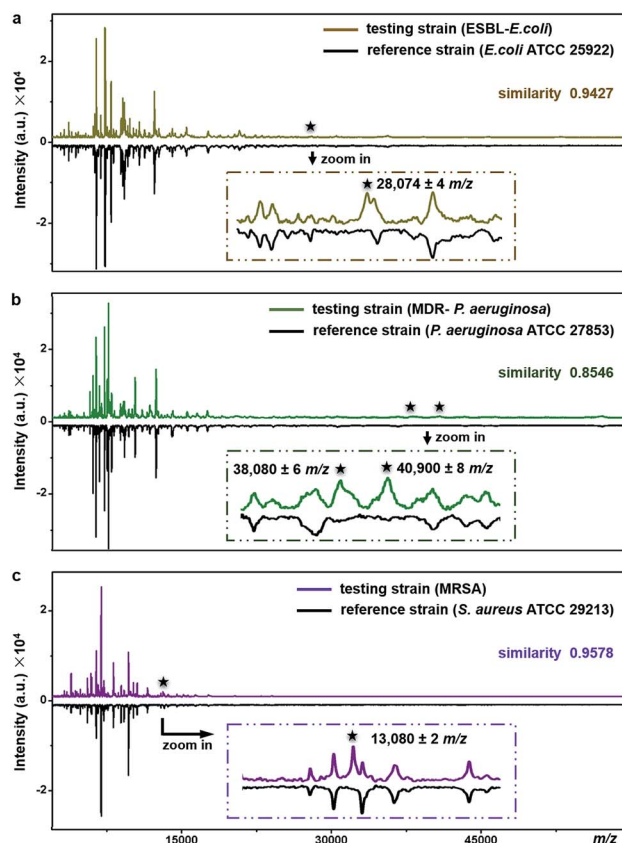 a
testing strain (ESBL-E.coli)
reference strain (E.coli ATCC 25922)
similarity 0.9427
Intensity (a.u.) ×10⁴
2
0
-2
★
zoom in
★ 28,074 ± 4 m/z
b
testing strain (MDR- P. aeruginosa)
reference strain (P. aeruginosa ATCC 27853)
similarity 0.8546
Intensity (a.u.) ×10⁴
2
0
-2
★ ★
zoom in
38,080 ± 6 m/z ★ ★ 40,900 ± 8 m/z
c
testing strain (MRSA)
reference strain (S. aureus ATCC 29213)
similarity 0.9578
Intensity (a.u.) ×10⁴
2
0
-2
★
zoom in
★ 13,080 ± 2 m/z
15000 30000 45000 m/z